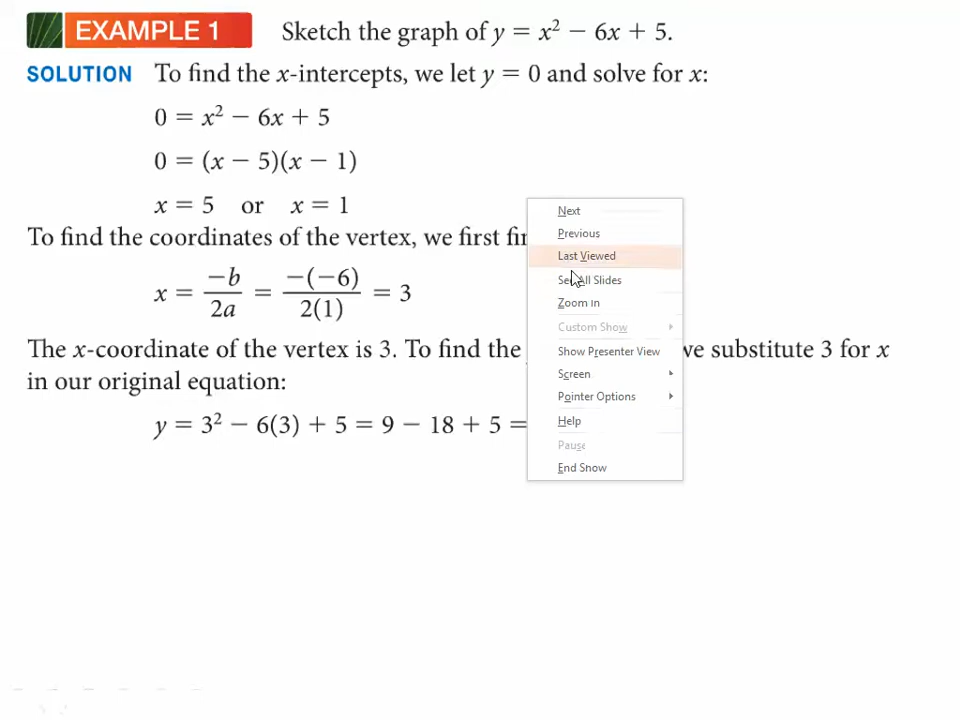 EXAMPLE 1 Sketch the graph of y = x² − 6x + 5.
SOLUTION To find the x-intercepts, we let y = 0 and solve for x:
0 = x² − 6x + 5
0 = (x − 5)(x − 1)
x = 5 or x = 1
To find the coordinates of the vertex, we first
x = −b/2a = −(−6)/2(1) = 3
The x-coordinate of the vertex is 3. To find the we substitute 3 for x
in our original equation:
y = 3² − 6(3) + 5 = 9 − 18 + 5 =
Next
Previous
Last Viewed
See All Slides
Zoom in
Custom Show
Show Presenter View
Screen
Pointer Options
Help
Pause
End Show